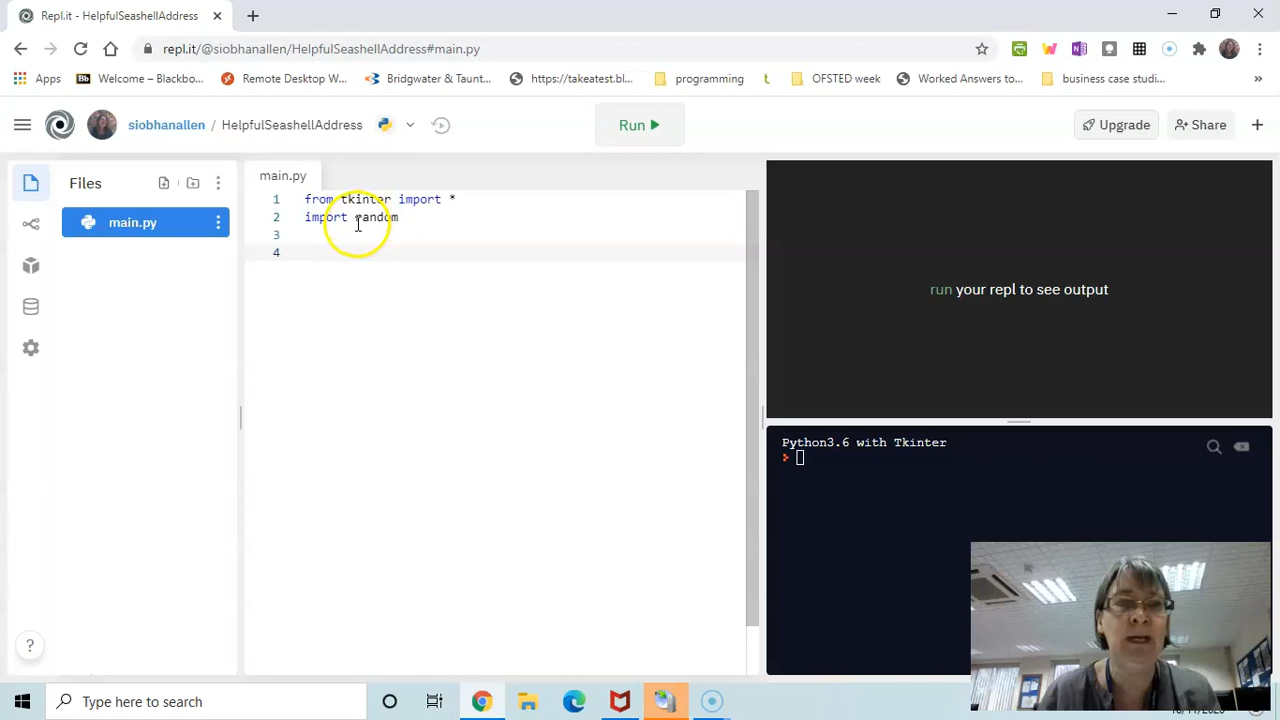 Repl.it - HelpfulSeashellAddress
repl.it/@siobhanallen/HelpfulSeashellAddress#main.py
Apps
Bb
Welcome – Blackbo...
Remote Desktop W...
Bridgwater & Taunt...
https://takeatest.bl...
programming
t
OFSTED week
Worked Answers to...
business case studi...
»
siobhanallen / HelpfulSeashellAddress
Run
Upgrade
Share
Files
main.py
main.py
1 from tkinter import *
2 import random
3
4
run your repl to see output
Python3.6 with Tkinter
?
Type here to search